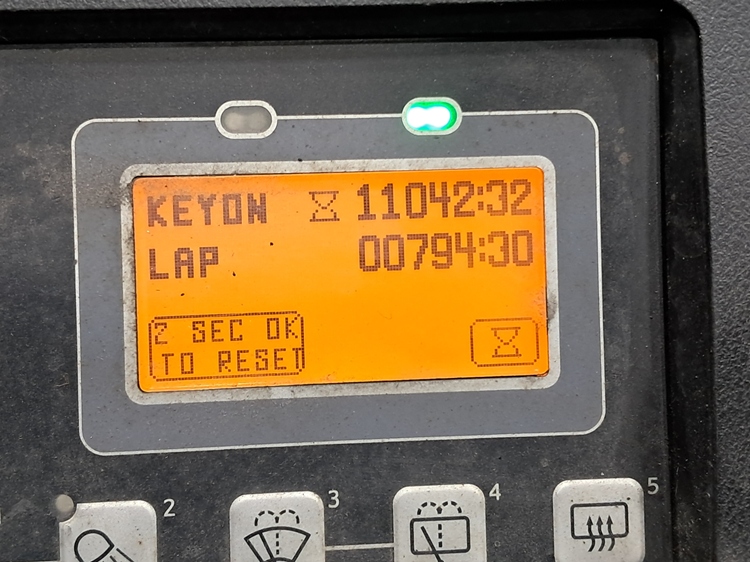 KEYON 11042:32
LAP 00794:30
2 SEC OK
TO RESET
2
3
4
5